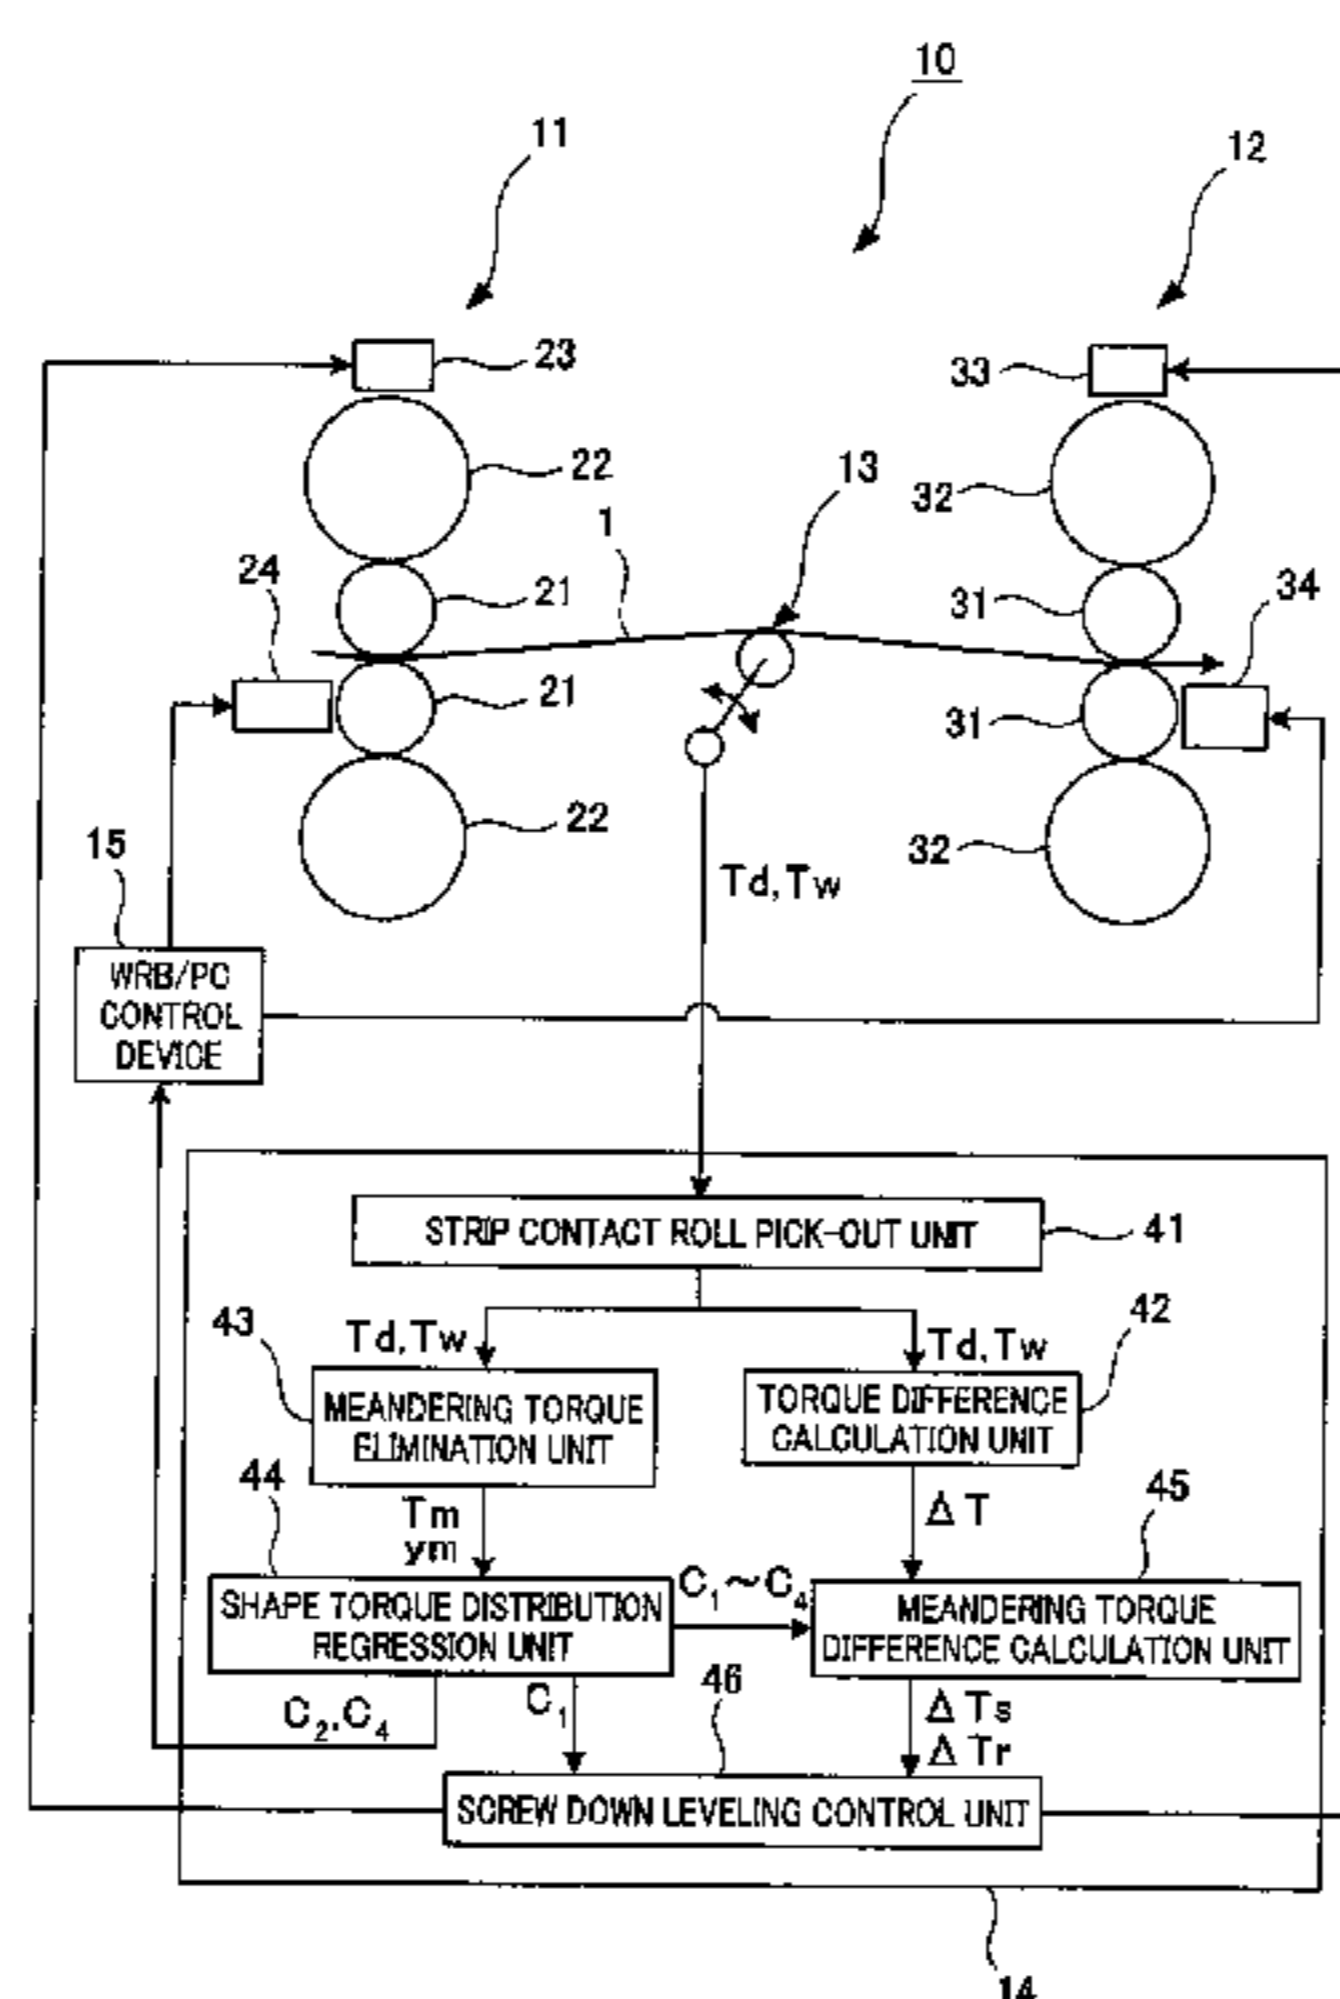 10
11
12
23
33
22
13
32
1
24
21
31
34
21
31
15
22
32
Td,Tw
WRB/PC
CONTROL
DEVICE
STRIP CONTACT ROLL PICK-OUT UNIT
41
43
Td,Tw
Td,Tw
42
MEANDERING TORQUE
ELIMINATION UNIT
TORQUE DIFFERENCE
CALCULATION UNIT
44
Tm
ym
ΔT
45
SHAPE TORQUE DISTRIBUTION
REGRESSION UNIT
C₁~C₄
MEANDERING TORQUE
DIFFERENCE CALCULATION UNIT
C₂,C₄
C₁
46
ΔTs
ΔTr
SCREW DOWN LEVELING CONTROL UNIT
14